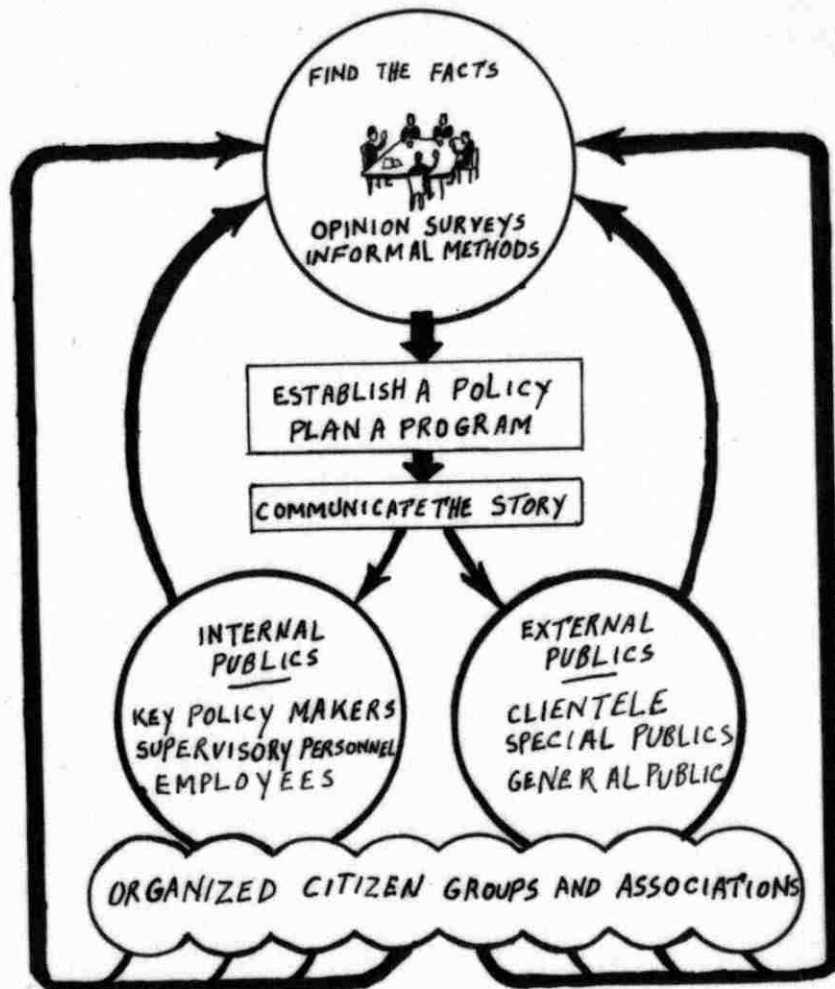 FIND THE FACTS
OPINION SURVEYS
INFORMAL METHODS
ESTABLISH A POLICY
PLAN A PROGRAM
COMMUNICATE THE STORY
INTERNAL
PUBLICS
KEY POLICY MAKERS
SUPERVISORY PERSONNEL
EMPLOYEES
EXTERNAL
PUBLICS
CLIENTELE
SPECIAL PUBLICS
GENERAL PUBLIC
ORGANIZED CITIZEN GROUPS AND ASSOCIATIONS